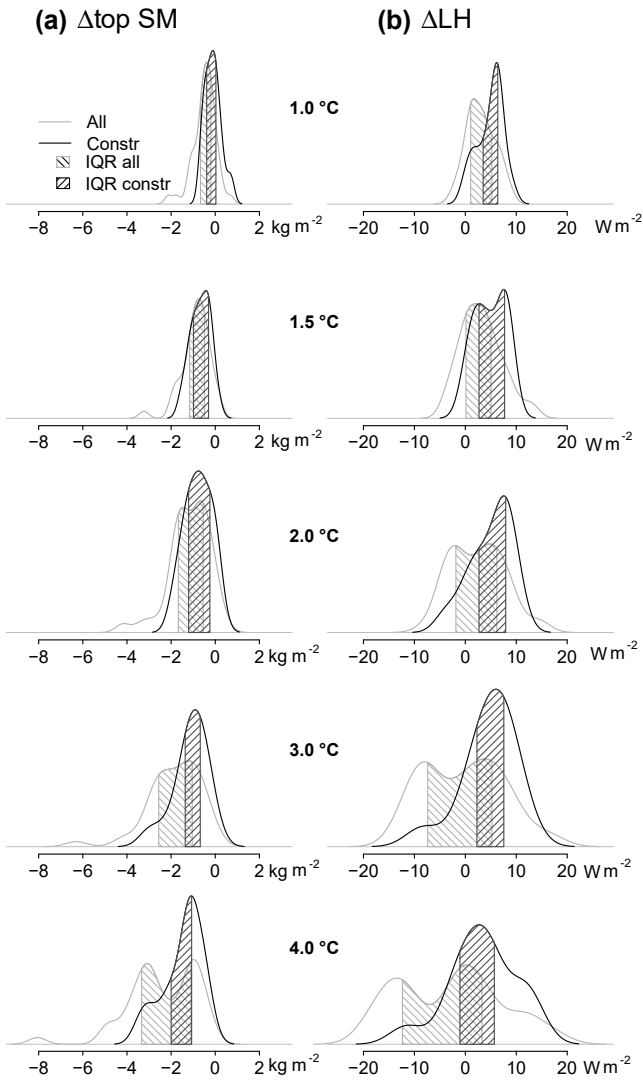 (a) Δtop SM
(b) ΔLH
All
Constr
IQR all
IQR constr
1.0 °C
−8 −6 −4 −2 0 2 kg m-2
−20 −10 0 10 20 W m-2
1.5 °C
−8 −6 −4 −2 0 2 kg m-2
−20 −10 0 10 20 W m-2
2.0 °C
−8 −6 −4 −2 0 2 kg m-2
−20 −10 0 10 20 W m-2
3.0 °C
−8 −6 −4 −2 0 2 kg m-2
−20 −10 0 10 20 W m-2
4.0 °C
−8 −6 −4 −2 0 2 kg m-2
−20 −10 0 10 20 W m-2